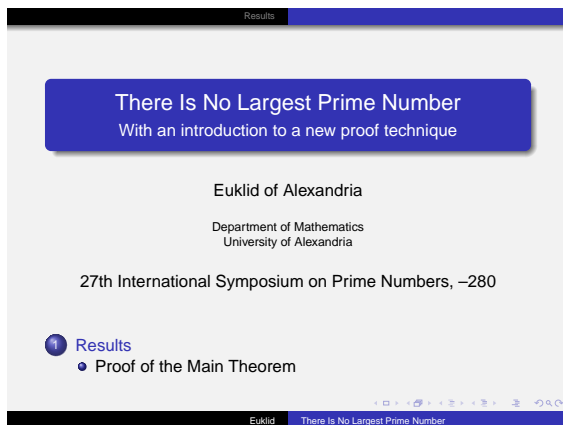 Results
There Is No Largest Prime Number
With an introduction to a new proof technique
Euklid of Alexandria
Department of Mathematics
University of Alexandria
27th International Symposium on Prime Numbers, –280
1 Results
Proof of the Main Theorem
Euklid There Is No Largest Prime Number